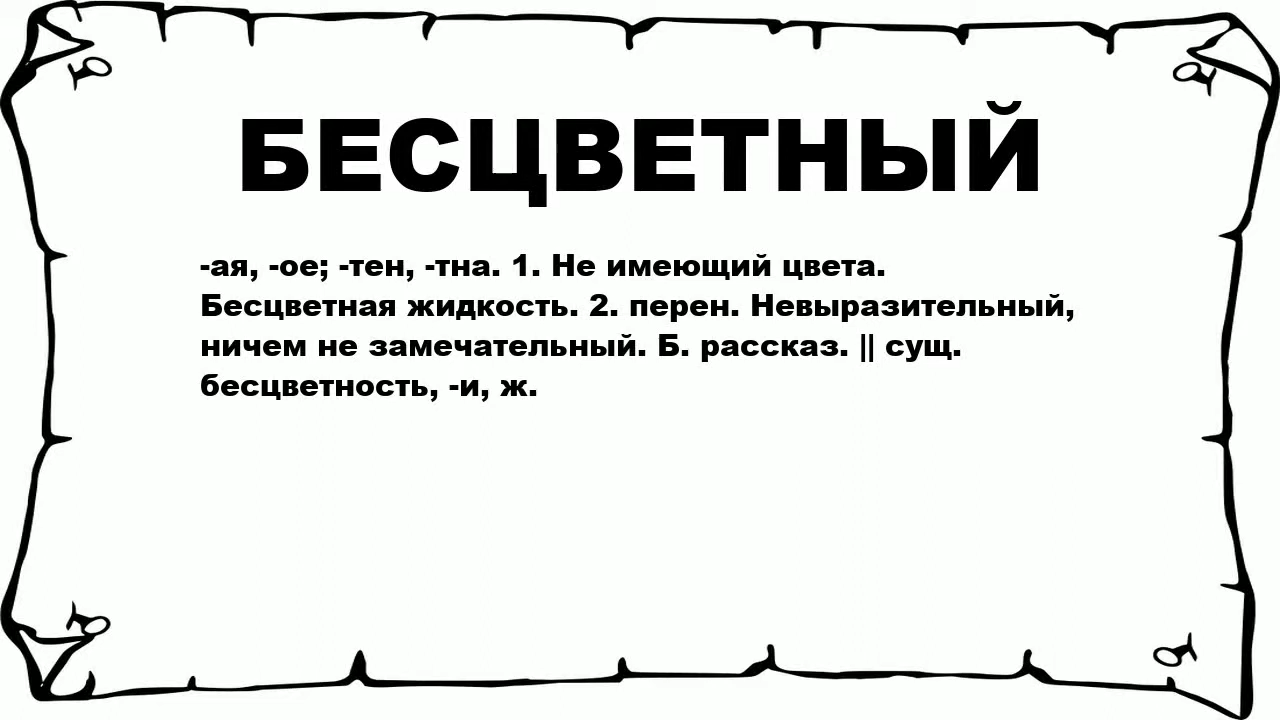 БЕСЦВЕТНЫЙ
-ая, -ое; -тен, -тна. 1. Не имеющий цвета.
Бесцветная жидкость. 2. перен. Невыразительный,
ничем не замечательный. Б. рассказ. || сущ.
бесцветность, -и, ж.